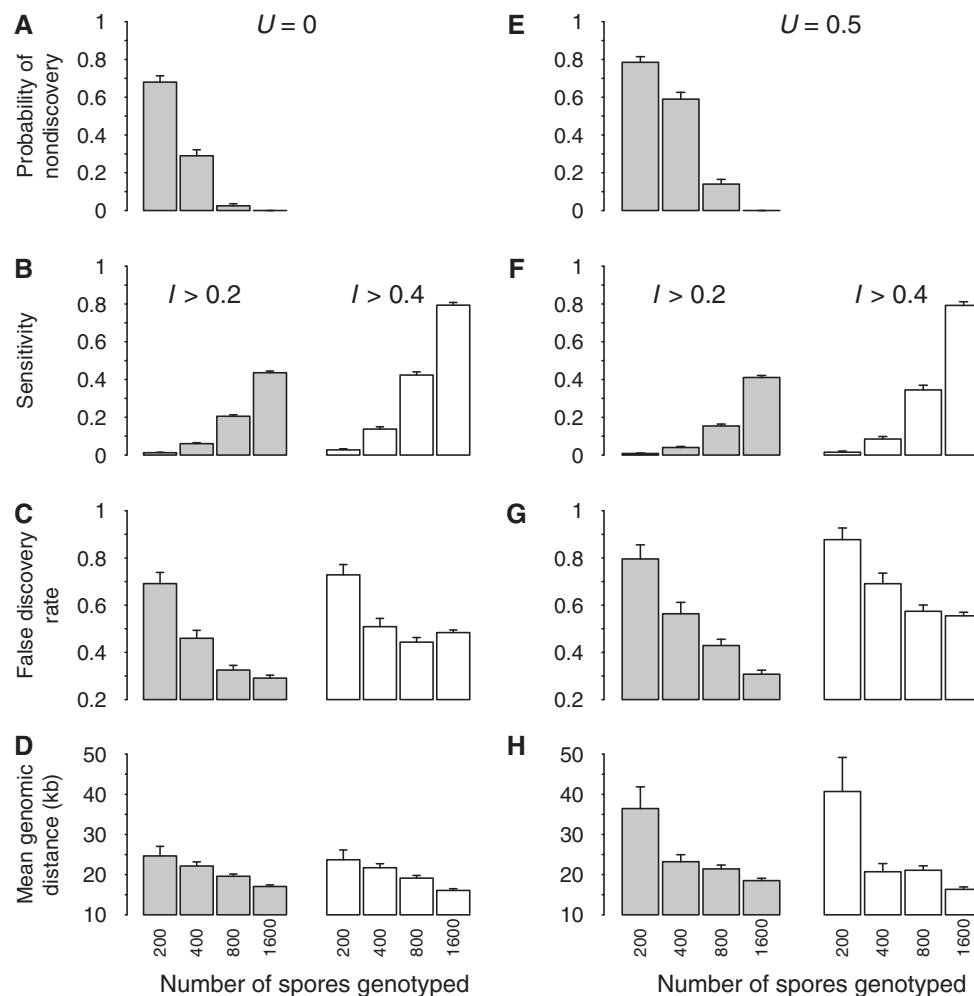 A
U = 0
Probability of
nondiscovery
1
0.8
0.6
0.4
0.2
0
B
I > 0.2
I > 0.4
Sensitivity
1
0.8
0.6
0.4
0.2
0
C
False discovery
rate
1
0.8
0.6
0.4
0.2
D
Mean genomic
distance (kb)
50
40
30
20
10
200
400
800
1600
200
400
800
1600
Number of spores genotyped
E
U = 0.5
1
0.8
0.6
0.4
0.2
0
F
I > 0.2
I > 0.4
1
0.8
0.6
0.4
0.2
0
G
1
0.8
0.6
0.4
0.2
H
50
40
30
20
10
200
400
800
1600
200
400
800
1600
Number of spores genotyped